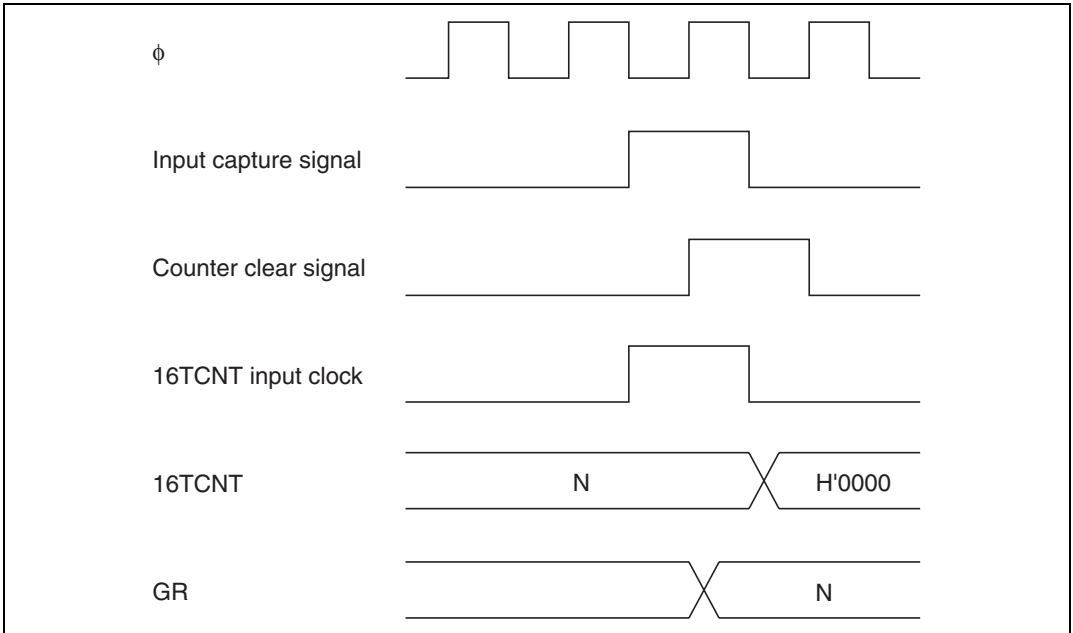 ϕ
Input capture signal
Counter clear signal
16TCNT input clock
16TCNT
N
H'0000
GR
N